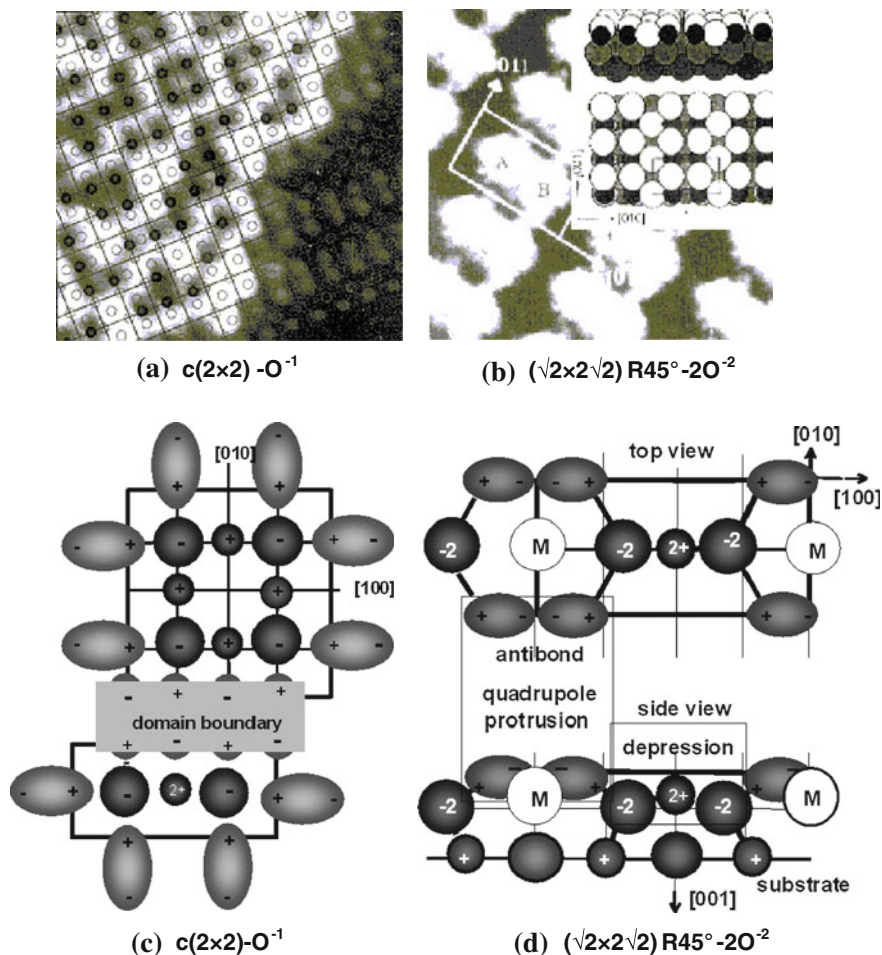 011
A
B
[010]
(a) c(2×2) -O⁻¹
(b) (√2×2√2) R45° -2O⁻²
[010]
- -
+ +
- + - + - + -
+ +
[100]
- + - + - + -
- + + -
domain boundary
+ - + -
-
- + - 2+ - + -
+ +
- -
top view
[010]
[100]
+ - + - + -
-2 M -2 2+ -2 M
+ - + - + -
antibond
quadrupole
protrusion
side view
depression
+ - - + + -
-2 M -2 2+ -2 M
+ + +
substrate
[001]
(c) c(2×2)-O⁻¹
(d) (√2×2√2) R45° -2O⁻²